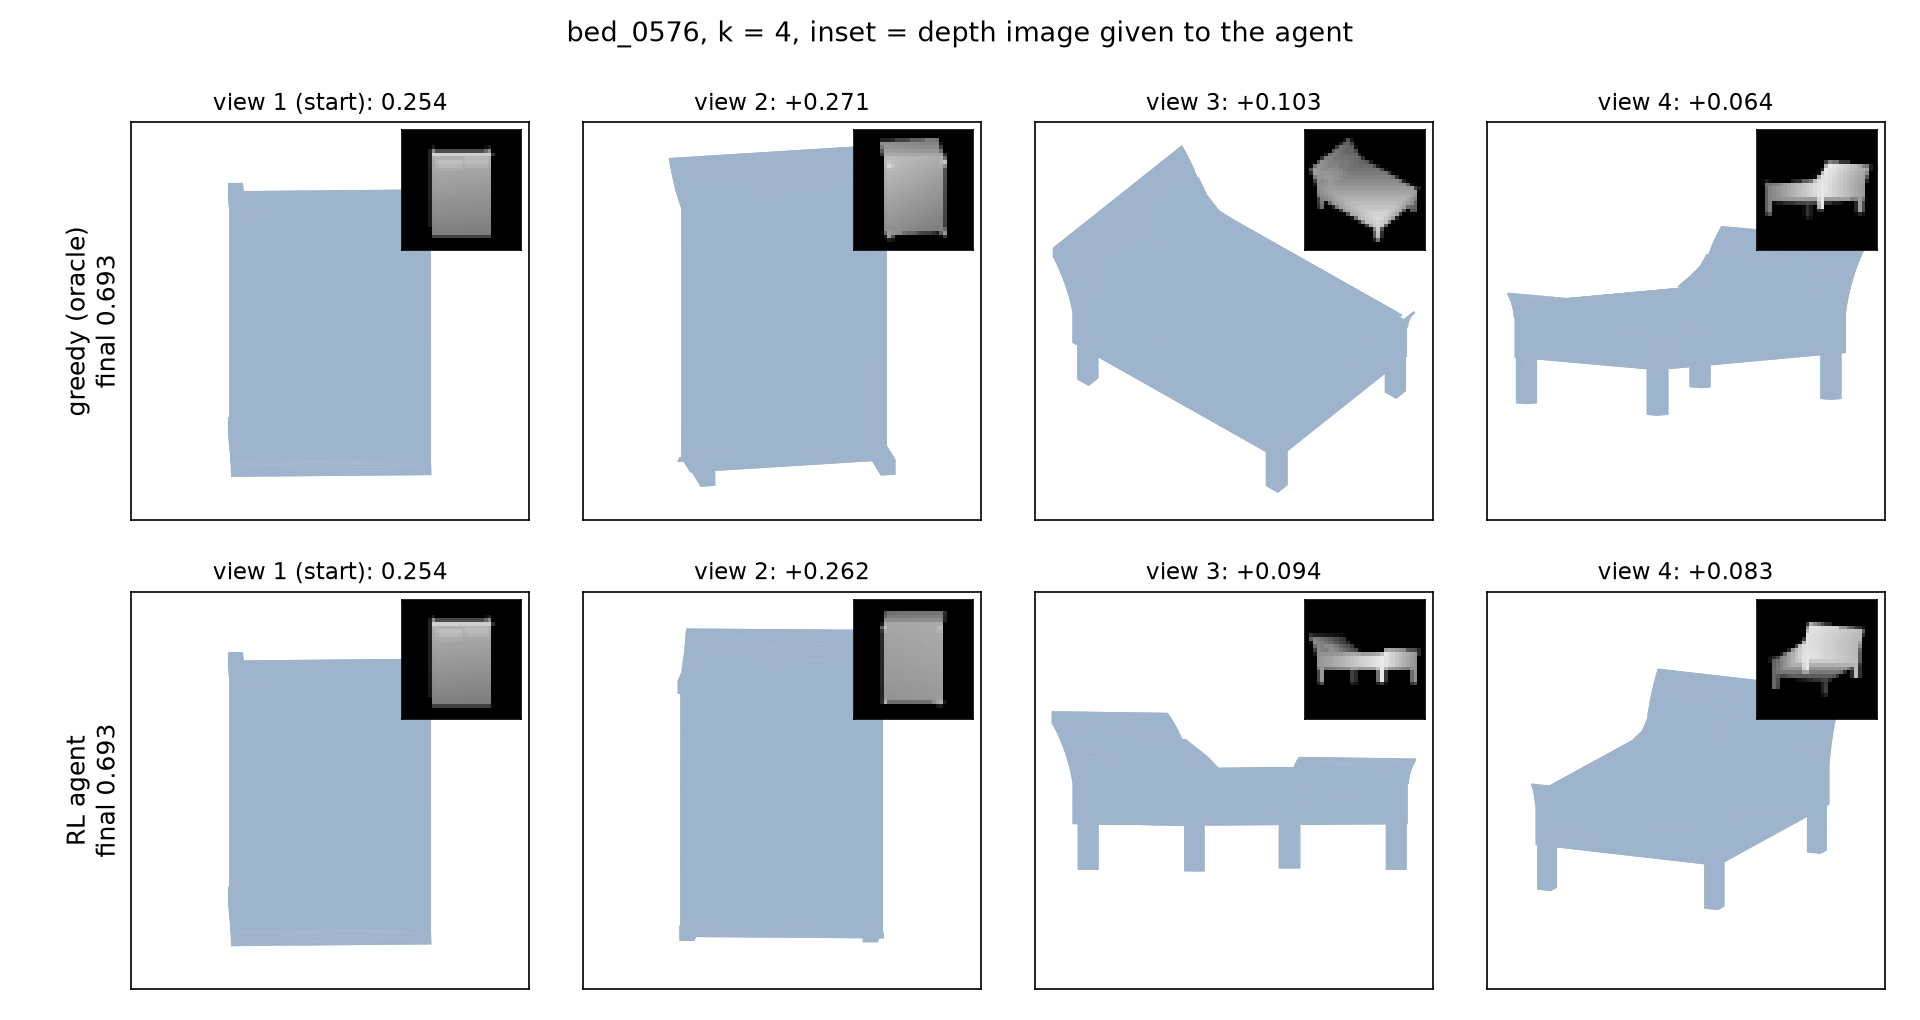 bed_0576, k = 4, inset = depth image given to the agent
greedy (oracle)
final 0.693
view 1 (start): 0.254
view 2: +0.271
view 3: +0.103
view 4: +0.064
RL agent
final 0.693
view 1 (start): 0.254
view 2: +0.262
view 3: +0.094
view 4: +0.083